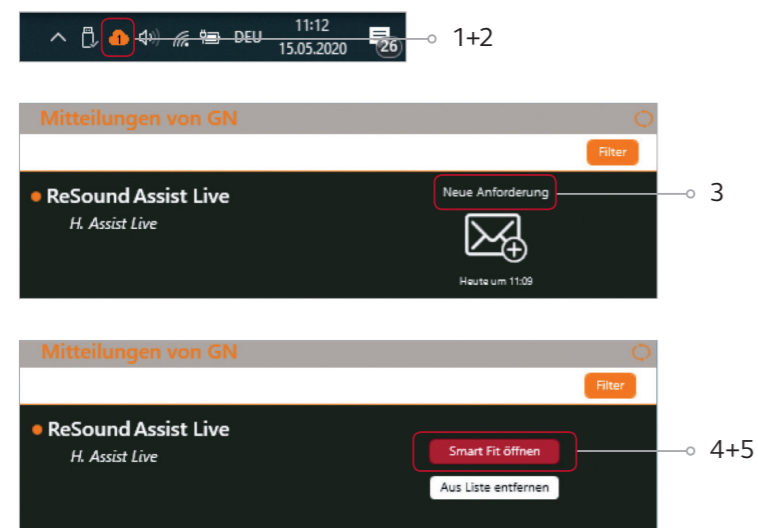 1
DEU
11:12
15.05.2020
26
1+2
Mitteilungen von GN
Filter
ReSound Assist Live
Neue Anforderung
3
H. Assist Live
Heute um 11:09
Mitteilungen von GN
Filter
ReSound Assist Live
Smart Fit öffnen
4+5
H. Assist Live
Aus Liste entfernen